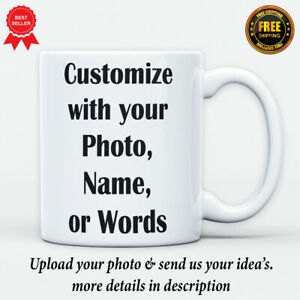 BEST
SELLER
FREE
SHIPPING
Customize
with your
Photo,
Name,
or Words
Upload your photo & send us your idea's.
more details in description